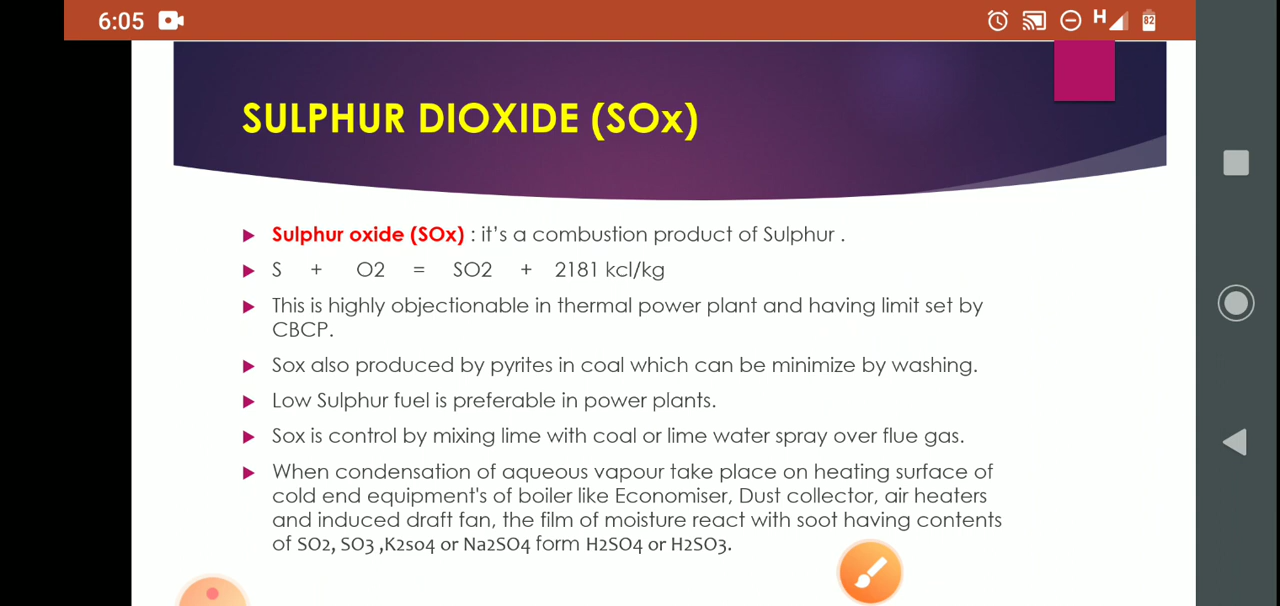 6:05
H
82
SULPHUR DIOXIDE (SOx)
Sulphur oxide (SOx) : it's a combustion product of Sulphur .
S + O2 = SO2 + 2181 kcl/kg
This is highly objectionable in thermal power plant and having limit set by
CBCP.
Sox also produced by pyrites in coal which can be minimize by washing.
Low Sulphur fuel is preferable in power plants.
Sox is control by mixing lime with coal or lime water spray over flue gas.
When condensation of aqueous vapour take place on heating surface of
cold end equipment's of boiler like Economiser, Dust collector, air heaters
and induced draft fan, the film of moisture react with soot having contents
of SO2, SO3 ,K2so4 or Na2SO4 form H2SO4 or H2SO3.